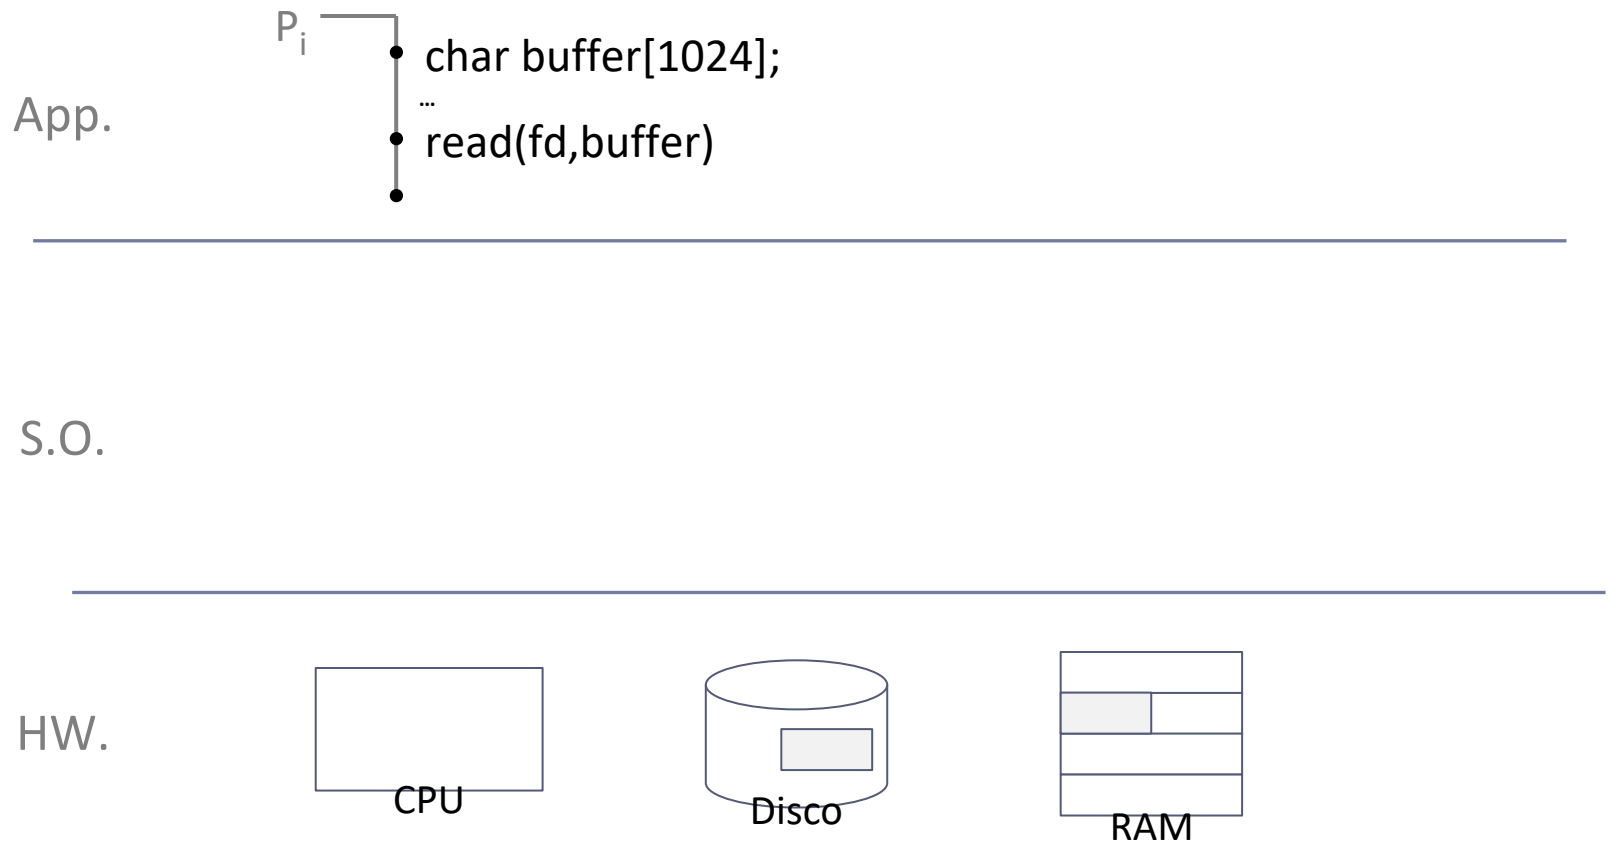 Pi
char buffer[1024];
...
App.
read(fd,buffer)
S.O.
HW.
CPU
Disco
RAM